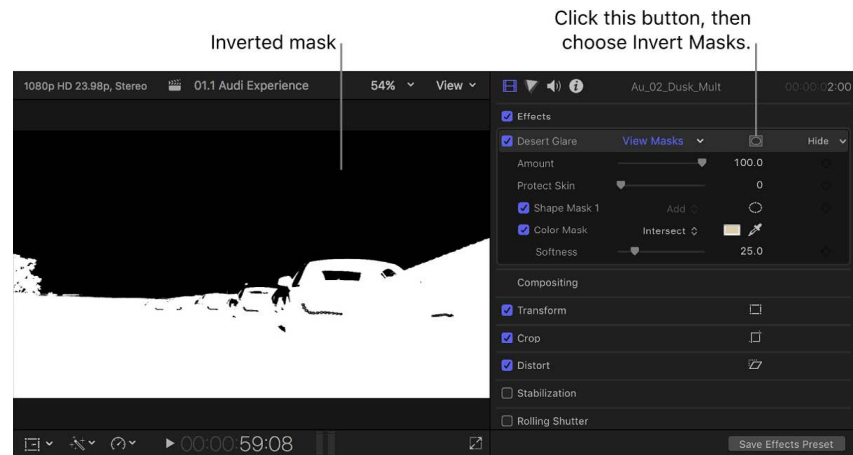 Click this button, then
choose Invert Masks.
Inverted mask
1080p HD 23.98p, Stereo 01.1 Audi Experience 54% View
Au_02_Dusk_Mult 00:00:02:00
Effects
Desert Glare View Masks Hide
Amount 100.0
Protect Skin 0
Shape Mask 1 Add
Color Mask Intersect
Softness 25.0
Compositing
Transform
Crop
Distort
Stabilization
Rolling Shutter
00:00:59:08
Save Effects Preset